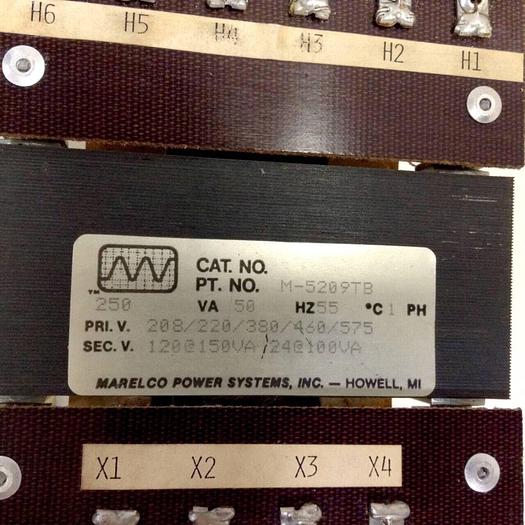 H6 H5 H4 H3 H2 H1
CAT. NO.
PT. NO. M-5209TB
™
250 VA 50 HZ 55 °C 1 PH
PRI. V. 208/220/380/460/575
SEC. V. 120@150VA/24@100VA
MARELCO POWER SYSTEMS, INC. — HOWELL, MI
X1 X2 X3 X4